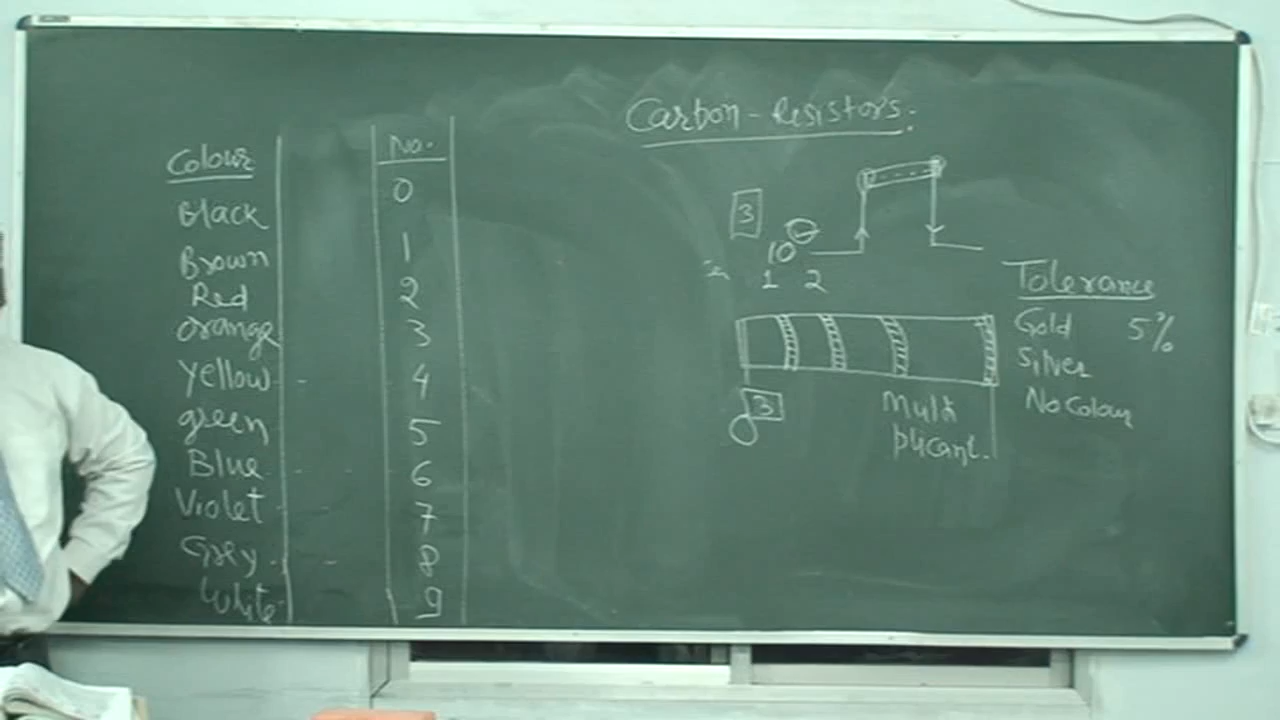 Carbon-Resistors.
Colour No.
Black 0
Brown 1
Red 2
orange 3
yellow 4
green 5
Blue 6
Violet 7
Grey 8
White 9
3
10
1 2
3
Multi
plicant.
Tolerance
Gold 5%
Silver
No Colour